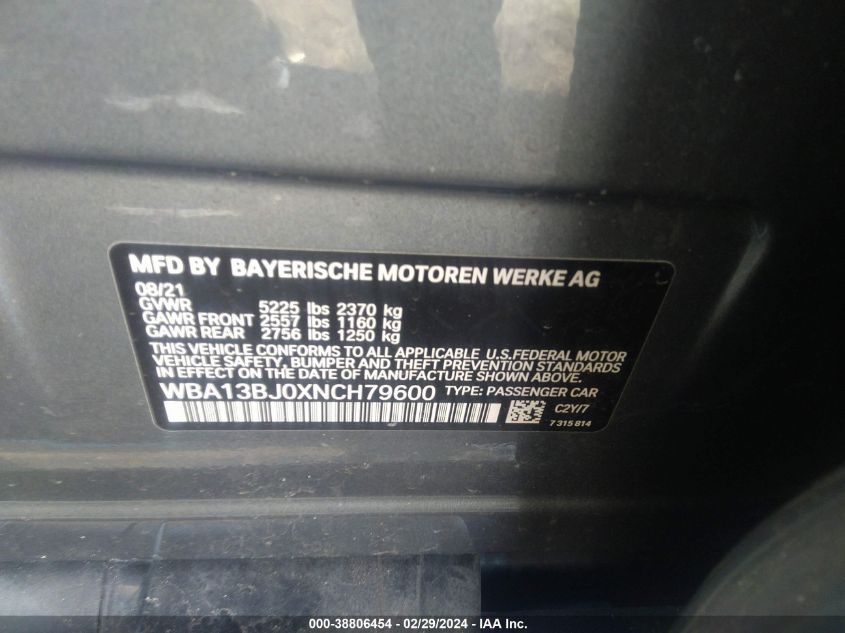 MFD BY BAYERISCHE MOTOREN WERKE AG
08/21
GVWR 5225 lbs 2370 kg
GAWR FRONT 2557 lbs 1160 kg
GAWR REAR 2756 lbs 1250 kg
THIS VEHICLE CONFORMS TO ALL APPLICABLE U.S.FEDERAL MOTOR
VEHICLE SAFETY, BUMPER AND THEFT PREVENTION STANDARDS
IN EFFECT ON THE DATE OF MANUFACTURE SHOWN ABOVE.
WBA13BJ0XNCH79600 TYPE: PASSENGER CAR
C2Y/7
7 315 814
000-38806454 - 02/29/2024 - IAA Inc.